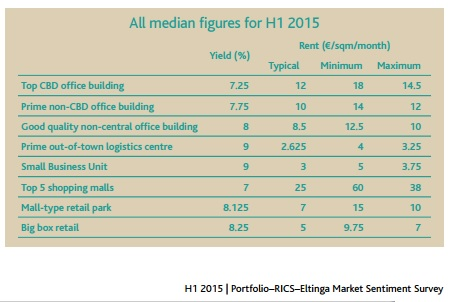 All median figures for H1 2015
Yield (%) Rent (€/sqm/month)
Typical Minimum Maximum
Top CBD office building 7.25 12 18 14.5
Prime non-CBD office building 7.75 10 14 12
Good quality non-central office building 8 8.5 12.5 10
Prime out-of-town logistics centre 9 2.625 4 3.25
Small Business Unit 9 3 5 3.75
Top 5 shopping malls 7 25 60 38
Mall-type retail park 8.125 7 15 10
Big box retail 8.25 5 9.75 7
H1 2015 | Portfolio–RICS–Eltinga Market Sentiment Survey